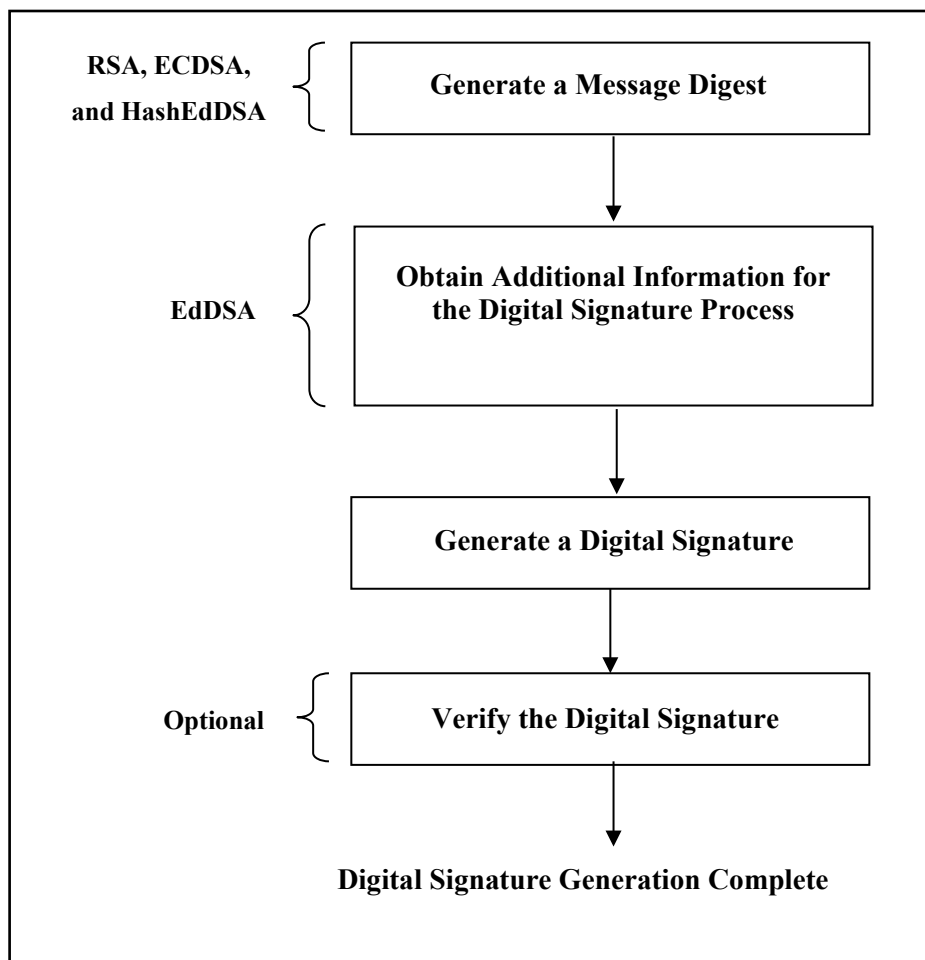 RSA, ECDSA,
and HashEdDSA
Generate a Message Digest
EdDSA
Obtain Additional Information for
the Digital Signature Process
Generate a Digital Signature
Optional
Verify the Digital Signature
Digital Signature Generation Complete